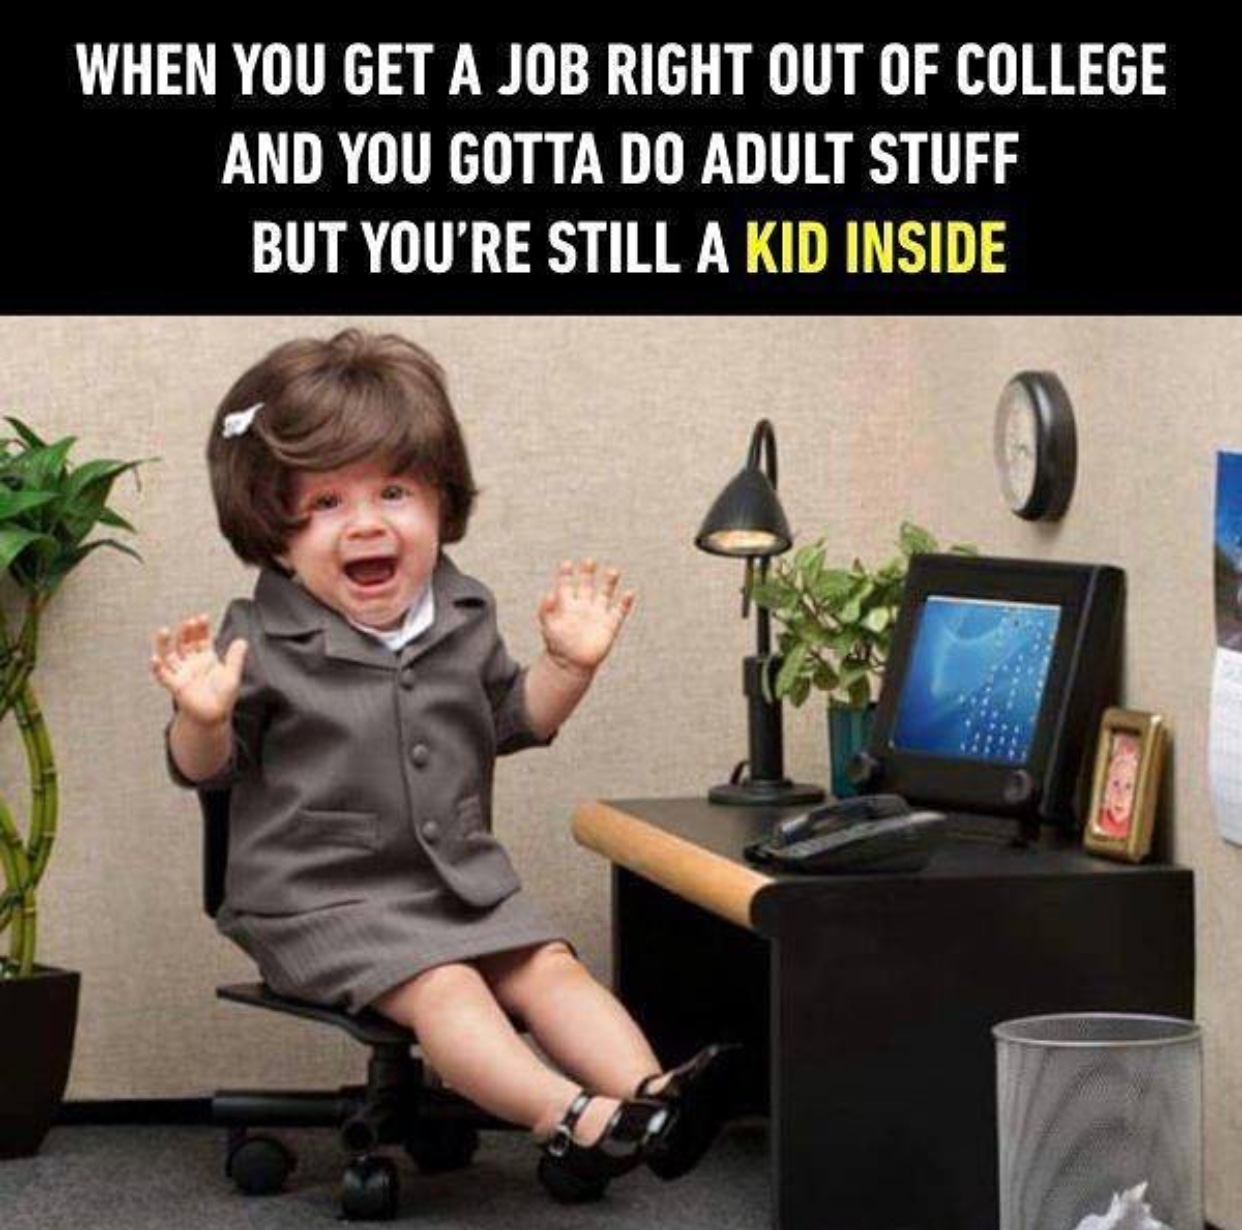 WHEN YOU GET A JOB RIGHT OUT OF COLLEGE
AND YOU GOTTA DO ADULT STUFF
BUT YOU'RE STILL A KID INSIDE